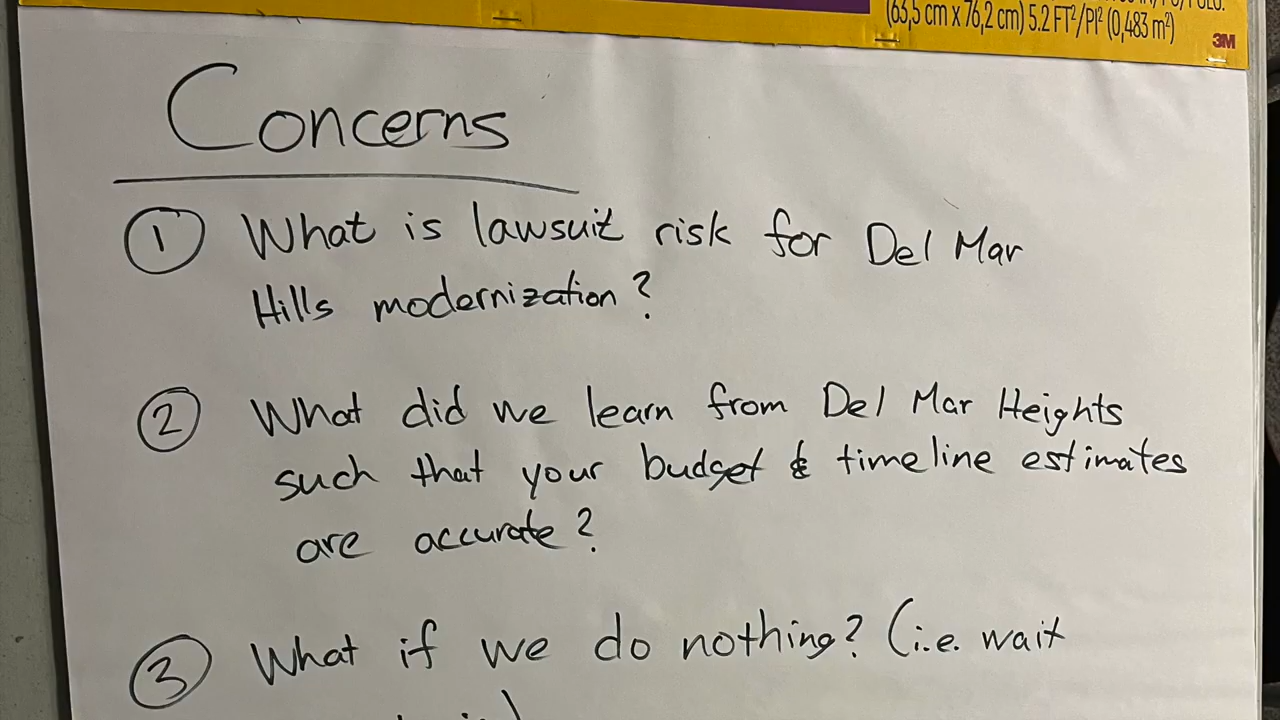 (63,5 cm x 76,2 cm) 5.2 FT²/PI² (0,483 m²)
3M
Concerns
① What is lawsuit risk for Del Mar
Hills modernization?
② What did we learn from Del Mar Heights
such that your budget & timeline estimates
are accurate?
③ What if we do nothing? (i.e. wait